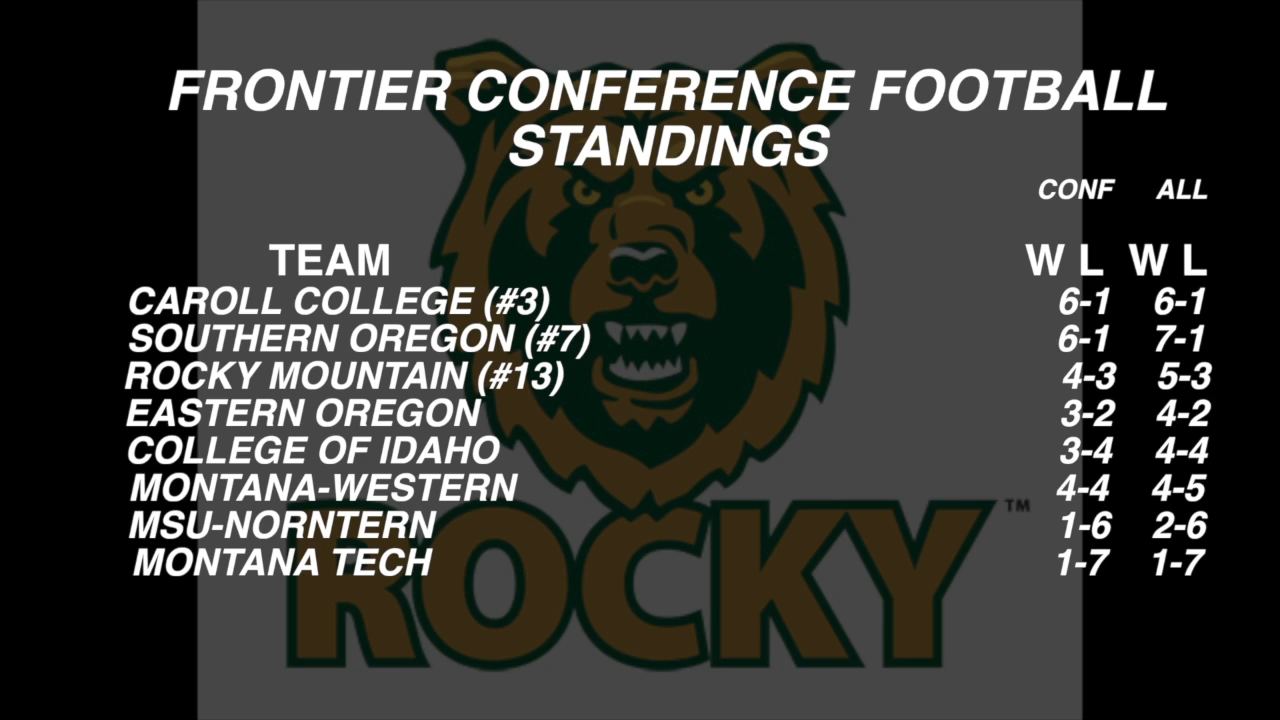 FRONTIER CONFERENCE FOOTBALL
STANDINGS
CONF ALL
TEAM W L W L
CAROLL COLLEGE (#3) 6-1 6-1
SOUTHERN OREGON (#7) 6-1 7-1
ROCKY MOUNTAIN (#13) 4-3 5-3
EASTERN OREGON 3-2 4-2
COLLEGE OF IDAHO 3-4 4-4
MONTANA-WESTERN 4-4 4-5
MSU-NORNTERN 1-6 2-6
MONTANA TECH 1-7 1-7
ROCKY ™